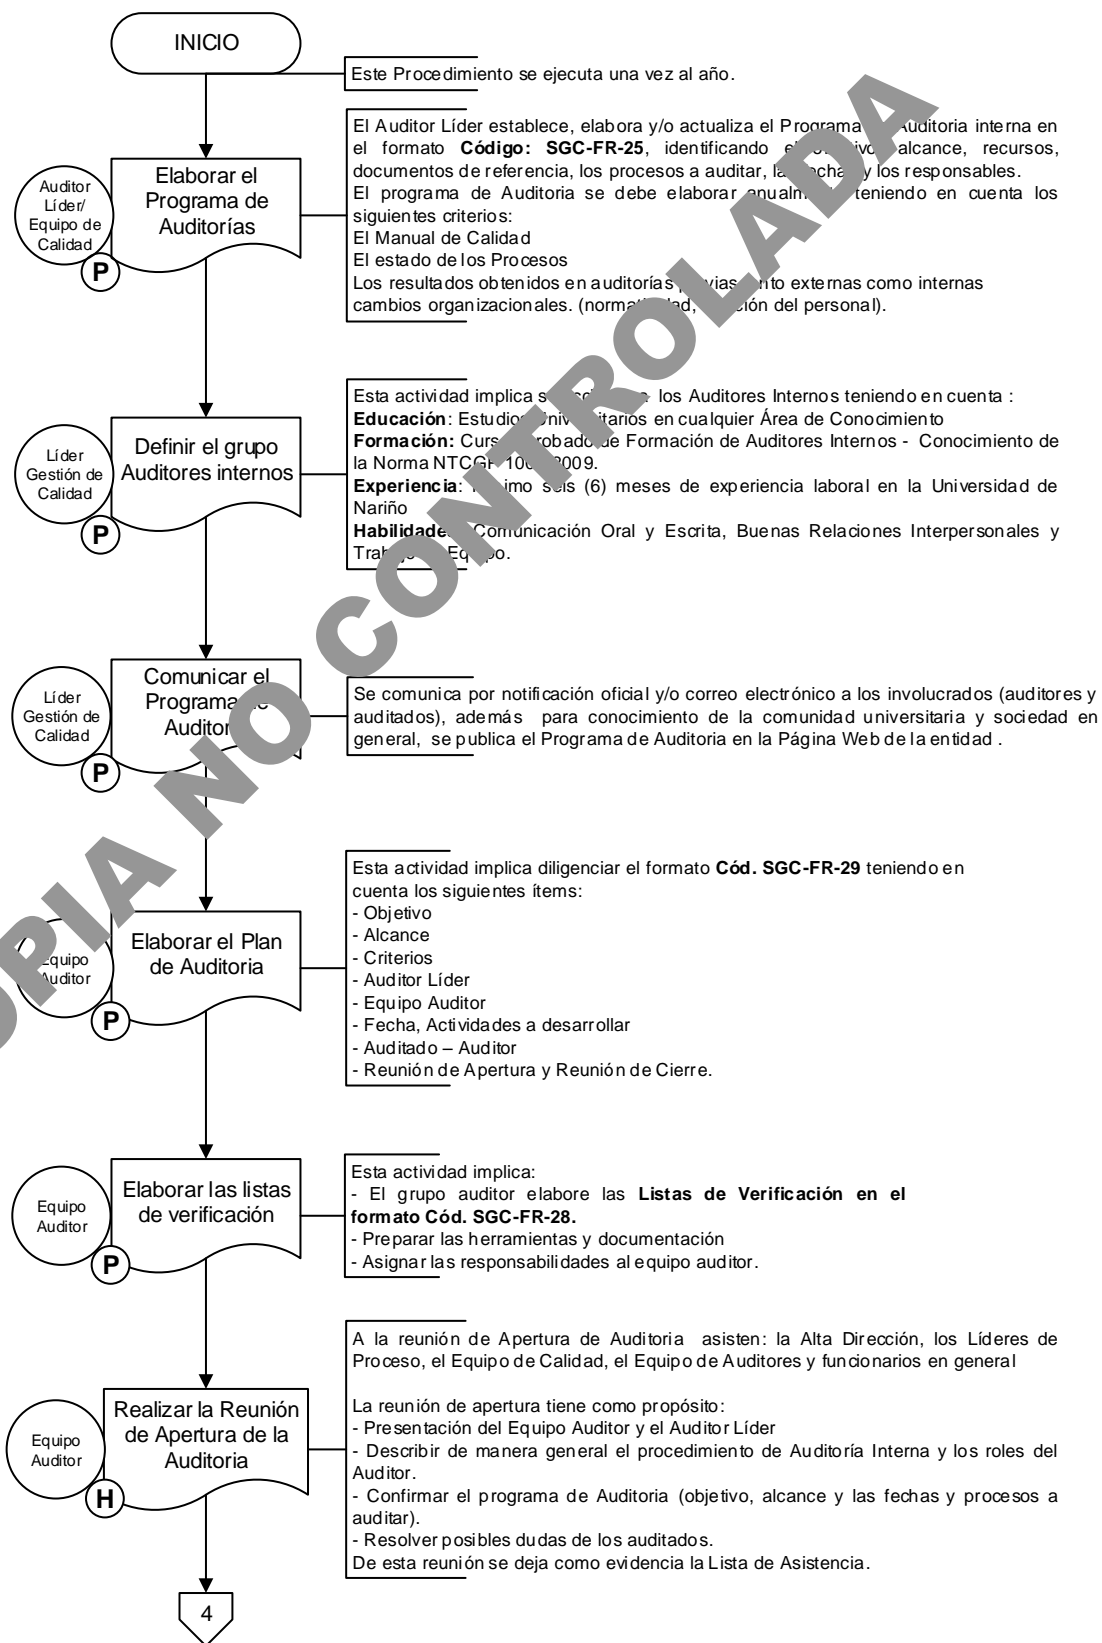 INICIO
Este Procedimiento se ejecuta una vez al año.
El Auditor Líder establece, elabora y/o actualiza el Programa Auditoria interna en
el formato Código: SGC-FR-25, identificando alcance, recursos,
documentos de referencia, los procesos a auditar, y los responsables.
El programa de Auditoria se debe elaborar teniendo en cuenta los
siguientes criterios:
El Manual de Calidad
El estado de los Procesos
Los resultados obtenidos en auditorías externas como internas
cambios organizacionales. del personal).
Auditor
Líder/
Equipo de
Calidad
P
Elaborar el
Programa de
Auditorías
Esta actividad implica los Auditores Internos teniendo en cuenta :
Educación: Estudios Universitarios en cualquier Área de Conocimiento
Formación: Curso aprobado de Formación de Auditores Internos - Conocimiento de
la Norma 2009.
Experiencia: seis (6) meses de experiencia laboral en la Universidad de
Nariño
Comunicación Oral y Escrita, Buenas Relaciones Interpersonales y
Líder
Gestión de
Calidad
P
Definir el grupo
Auditores internos
Líder
Gestión de
Calidad
P
Comunicar el
Programa de
Se comunica por notificación oficial y/o correo electrónico a los involucrados (auditores y
auditados), además para conocimiento de la comunidad universitaria y sociedad en
general, se publica el Programa de Auditoria en la Página Web de la entidad .
Esta actividad implica diligenciar el formato Cód. SGC-FR-29 teniendo en
cuenta los siguientes ítems:
- Objetivo
- Alcance
- Criterios
- Auditor Líder
- Equipo Auditor
- Fecha, Actividades a desarrollar
- Auditado – Auditor
- Reunión de Apertura y Reunión de Cierre.
Equipo
Auditor
P
Elaborar el Plan
de Auditoria
Equipo
Auditor
P
Elaborar las listas
de verificación
Esta actividad implica:
- El grupo auditor elabore las Listas de Verificación en el
formato Cód. SGC-FR-28.
- Preparar las herramientas y documentación
- Asignar las responsabilidades al equipo auditor.
A la reunión de Apertura de Auditoria asisten: la Alta Dirección, los Líderes de
Proceso, el Equipo de Calidad, el Equipo de Auditores y funcionarios en general
La reunión de apertura tiene como propósito:
- Presentación del Equipo Auditor y el Auditor Líder
- Describir de manera general el procedimiento de Auditoría Interna y los roles del
Auditor.
- Confirmar el programa de Auditoria (objetivo, alcance y las fechas y procesos a
auditar).
- Resolver posibles dudas de los auditados.
De esta reunión se deja como evidencia la Lista de Asistencia.
Equipo
Auditor
H
Realizar la Reunión
de Apertura de la
Auditoria
4
OPIA NO CONTROLADA